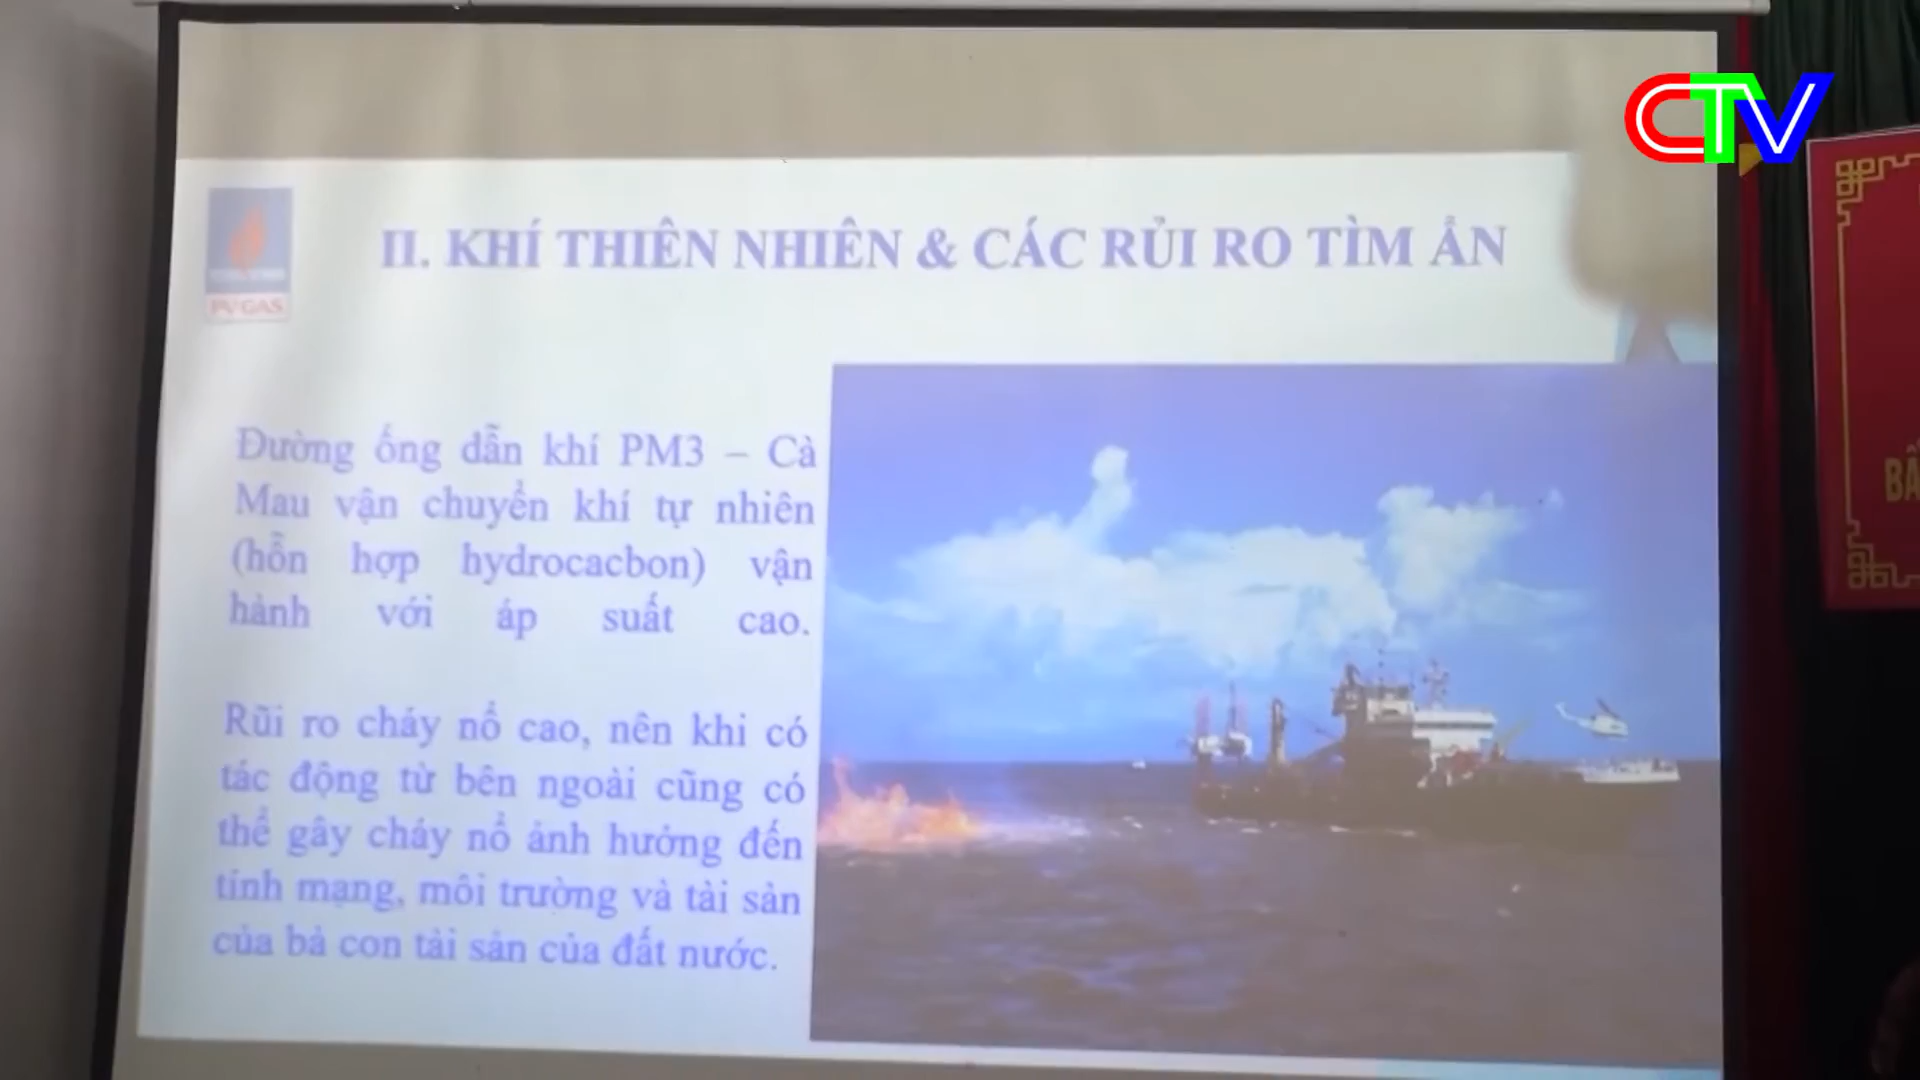 CTV
PV GAS
II. KHÍ THIÊN NHIÊN & CÁC RỦI RO TÌM ẨN
Đường ống dẫn khí PM3 – Cà
Mau vận chuyển khí tự nhiên
(hỗn hợp hydrocacbon) vận
hành với áp suất cao.
Rũi ro cháy nổ cao, nên khi có
tác động từ bên ngoài cũng có
thể gây cháy nổ ảnh hưởng đến
tính mạng, môi trường và tài sản
của bà con tài sản của đất nước.